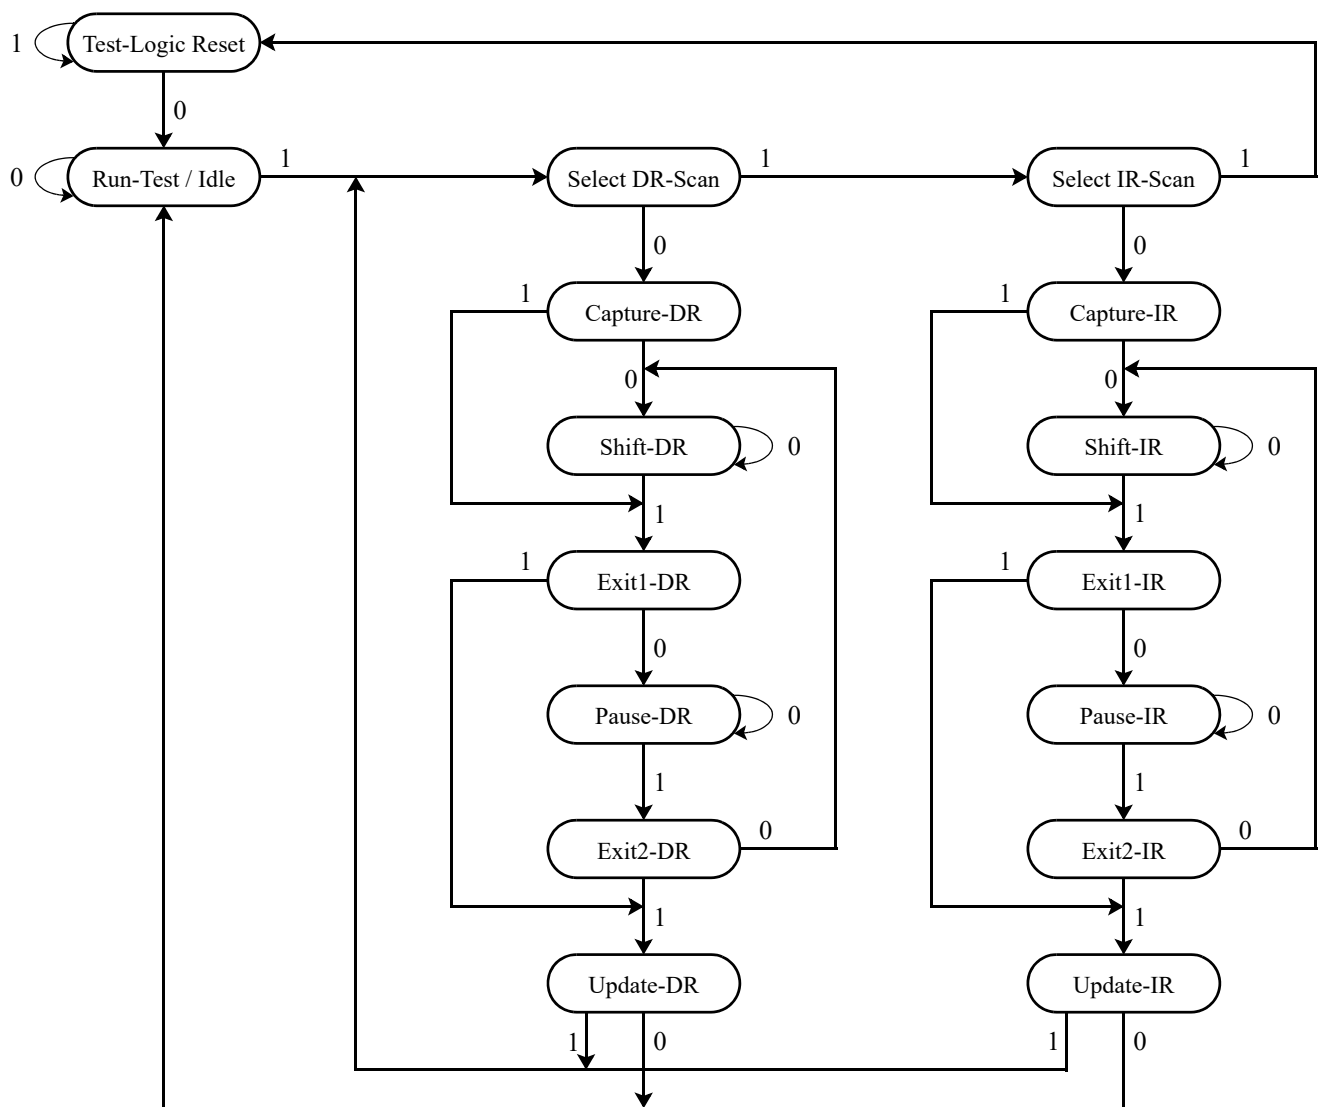 Test-Logic Reset
1
0
Run-Test / Idle
0
1
Select DR-Scan
1
Select IR-Scan
1
0
0
1
Capture-DR
1
Capture-IR
0
0
Shift-DR
0
Shift-IR
0
1
1
1
Exit1-DR
1
Exit1-IR
0
0
Pause-DR
0
Pause-IR
0
1
1
Exit2-DR
0
Exit2-IR
0
1
1
Update-DR
Update-IR
1
0
1
0